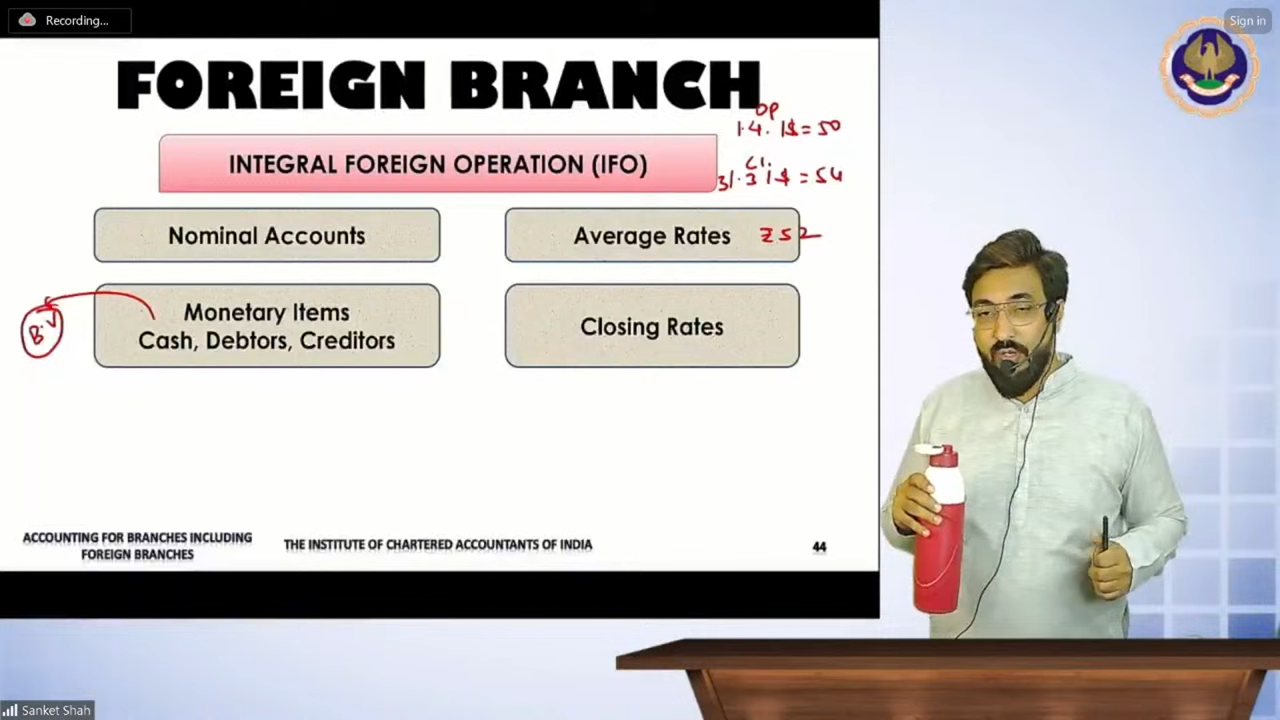 Recording...
Sign in
FOREIGN BRANCH
OP
1.4. 1$ = 50
INTEGRAL FOREIGN OPERATION (IFO)
Cl.
31.3 1$ = 54
Nominal Accounts
Average Rates ₹52
Monetary Items
Cash, Debtors, Creditors
B.V
Closing Rates
ACCOUNTING FOR BRANCHES INCLUDING
FOREIGN BRANCHES
THE INSTITUTE OF CHARTERED ACCOUNTANTS OF INDIA
44
Sanket Shah